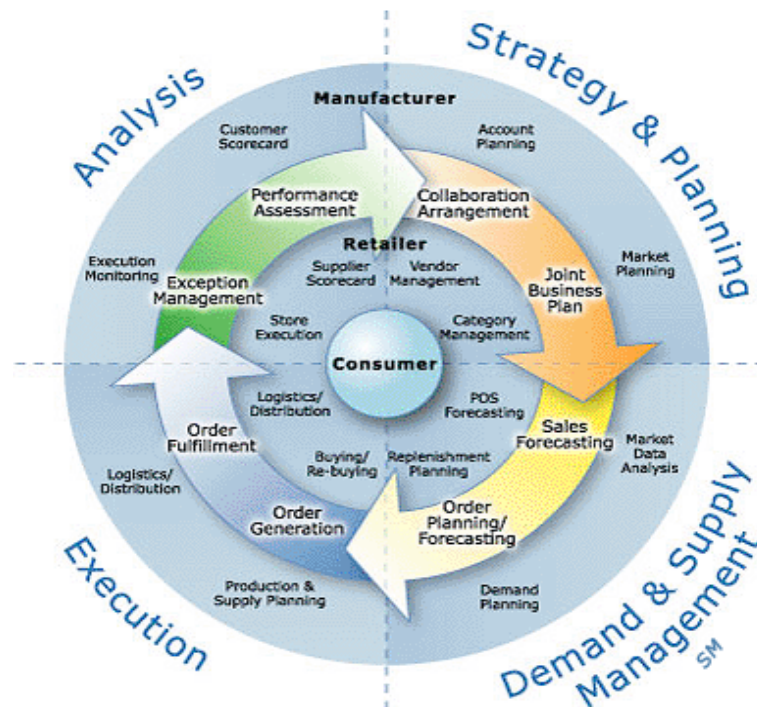 Analysis
Strategy & Planning
Manufacturer
Customer
Scorecard
Account
Planning
Performance
Assessment
Collaboration
Arrangement
Retailer
Execution
Monitoring
Exception
Management
Supplier
Scorecard
Vendor
Management
Joint
Business
Plan
Market
Planning
Store
Execution
Category
Management
Consumer
Logistics/
Distribution
POS
Forecasting
Order
Fulfillment
Sales
Forecasting
Market
Data
Analysis
Logistics/
Distribution
Buying/
Re-buying
Replenishment
Planning
Order
Generation
Order
Planning/
Forecasting
Production &
Supply Planning
Demand
Planning
Execution
Demand & Supply
Management
SM